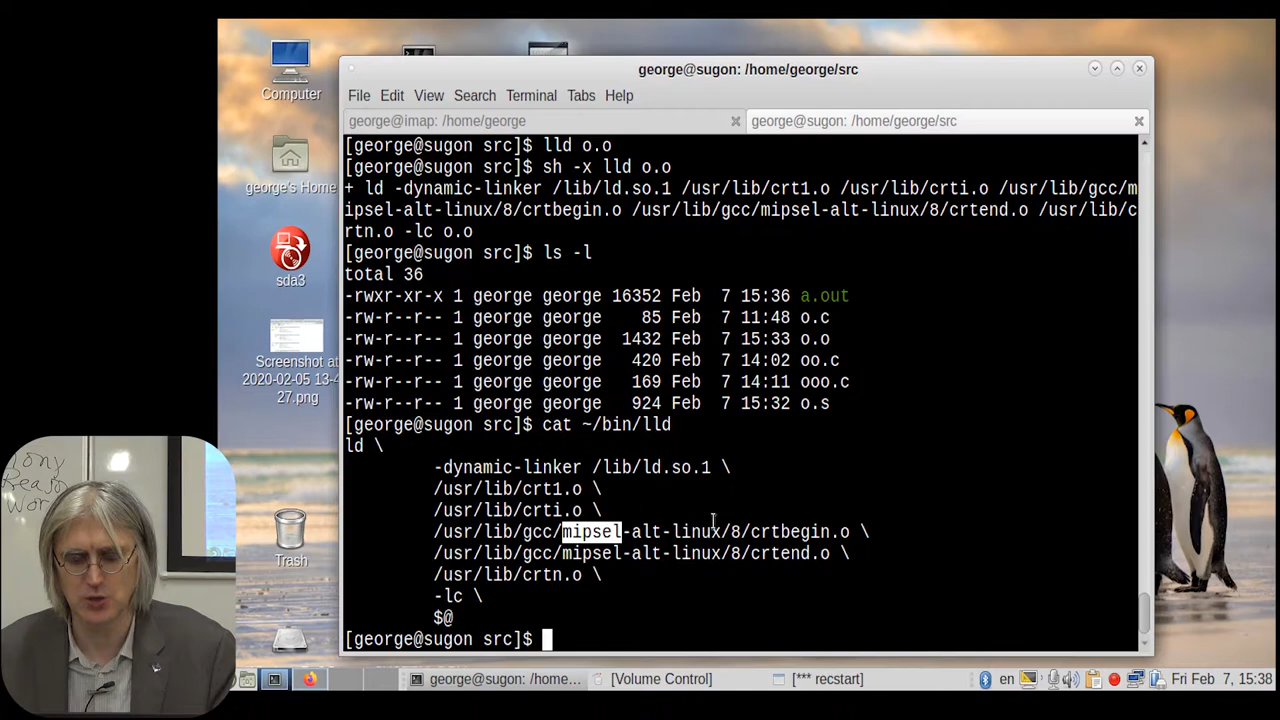 george@sugon: /home/george/src
File Edit View Search Terminal Tabs Help
george@imap: /home/george
george@sugon: /home/george/src
[george@sugon src]$ lld o.o
[george@sugon src]$ sh -x lld o.o
+ ld -dynamic-linker /lib/ld.so.1 /usr/lib/crt1.o /usr/lib/crti.o /usr/lib/gcc/m
ipsel-alt-linux/8/crtbegin.o /usr/lib/gcc/mipsel-alt-linux/8/crtend.o /usr/lib/c
rtn.o -lc o.o
[george@sugon src]$ ls -l
total 36
-rwxr-xr-x 1 george george 16352 Feb  7 15:36 a.out
-rw-r--r-- 1 george george    85 Feb  7 11:48 o.c
-rw-r--r-- 1 george george  1432 Feb  7 15:33 o.o
-rw-r--r-- 1 george george   420 Feb  7 14:02 oo.c
-rw-r--r-- 1 george george   169 Feb  7 14:11 ooo.c
-rw-r--r-- 1 george george   924 Feb  7 15:32 o.s
[george@sugon src]$ cat ~/bin/lld
ld \
-dynamic-linker /lib/ld.so.1 \
/usr/lib/crt1.o \
/usr/lib/crti.o \
/usr/lib/gcc/mipsel-alt-linux/8/crtbegin.o \
/usr/lib/gcc/mipsel-alt-linux/8/crtend.o \
/usr/lib/crtn.o \
-lc \
$@
[george@sugon src]$
Computer
george's Home
sda3
Screenshot at
2020-02-05 13-4
27.png
Trash
george@sugon: /home...
[Volume Control]
[*** recstart]
en
Fri Feb 7, 15:38